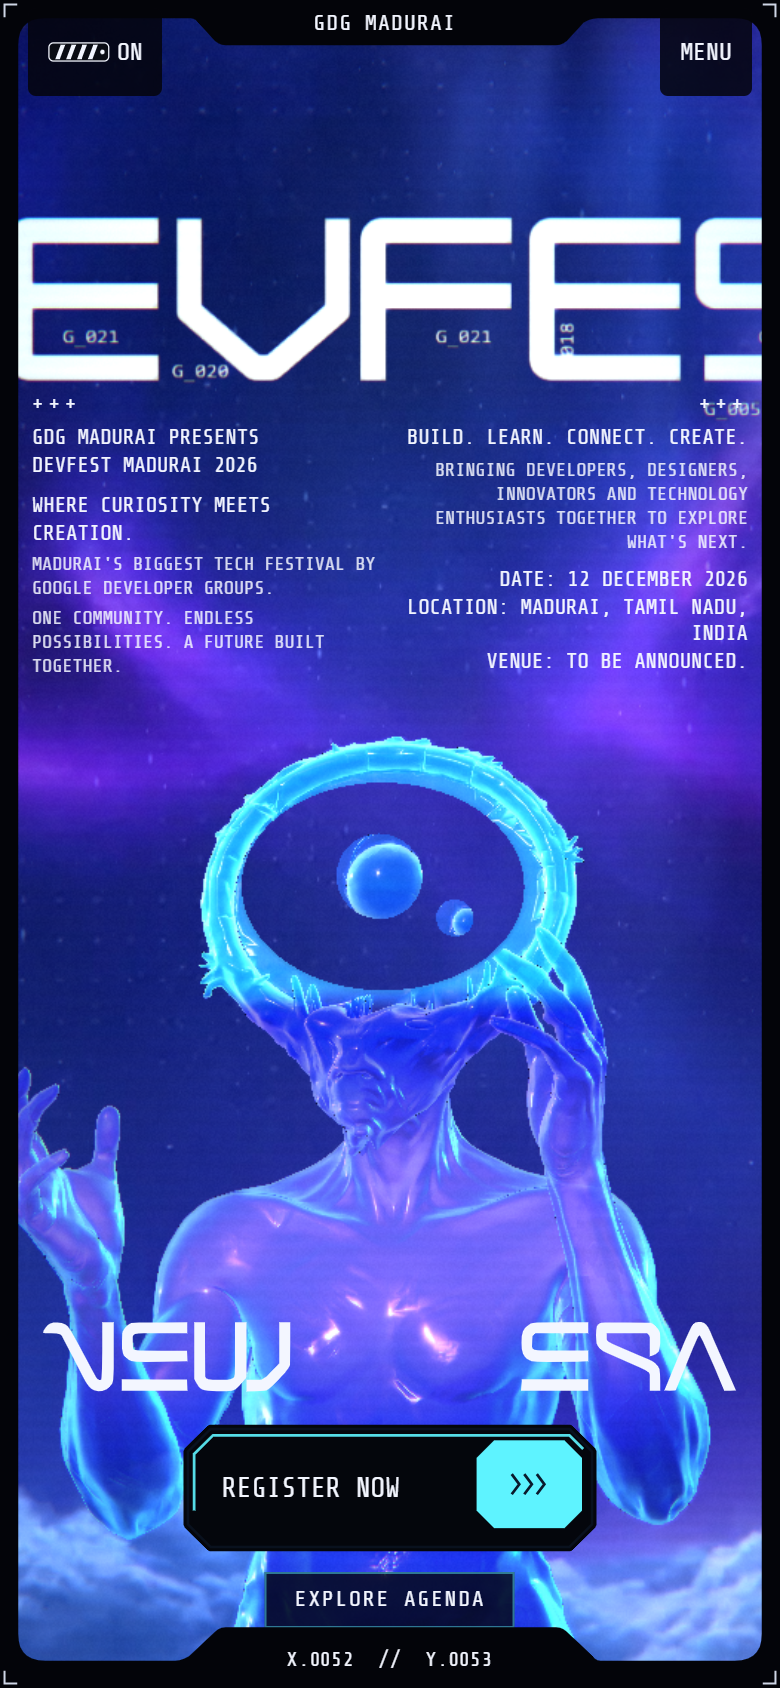 GDG MADURAI
ON
MENU
EVFES
G_021
G_020
G_021
018
G_005
+++
+++
GDG MADURAI PRESENTS
DEVFEST MADURAI 2026
WHERE CURIOSITY MEETS
CREATION.
MADURAI'S BIGGEST TECH FESTIVAL BY
GOOGLE DEVELOPER GROUPS.
ONE COMMUNITY. ENDLESS
POSSIBILITIES. A FUTURE BUILT
TOGETHER.
BUILD. LEARN. CONNECT. CREATE.
BRINGING DEVELOPERS, DESIGNERS,
INNOVATORS AND TECHNOLOGY
ENTHUSIASTS TOGETHER TO EXPLORE
WHAT'S NEXT.
DATE: 12 DECEMBER 2026
LOCATION: MADURAI, TAMIL NADU,
INDIA
VENUE: TO BE ANNOUNCED.
NEW ERA
REGISTER NOW
EXPLORE AGENDA
X.0052 // Y.0053